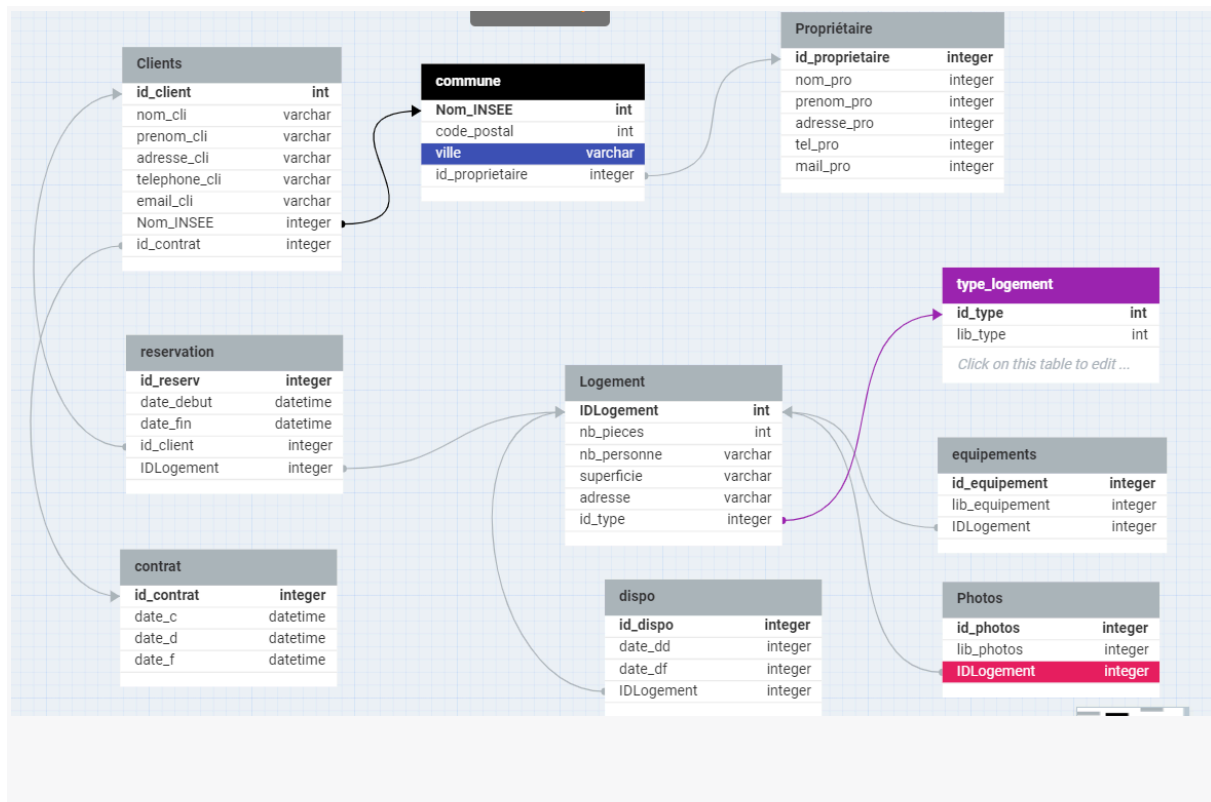 Clients
id_client int
nom_cli varchar
prenom_cli varchar
adresse_cli varchar
telephone_cli varchar
email_cli varchar
Nom_INSEE integer
id_contrat integer
commune
Nom_INSEE int
code_postal int
ville varchar
id_proprietaire integer
Propriétaire
id_proprietaire integer
nom_pro integer
prenom_pro integer
adresse_pro integer
tel_pro integer
mail_pro integer
type_logement
id_type int
lib_type int
Click on this table to edit ...
reservation
id_reserv integer
date_debut datetime
date_fin datetime
id_client integer
IDLogement integer
Logement
IDLogement int
nb_pieces int
nb_personne varchar
superficie varchar
adresse varchar
id_type integer
equipements
id_equipement integer
lib_equipement integer
IDLogement integer
contrat
id_contrat integer
date_c datetime
date_d datetime
date_f datetime
dispo
id_dispo integer
date_dd integer
date_df integer
IDLogement integer
Photos
id_photos integer
lib_photos integer
IDLogement integer